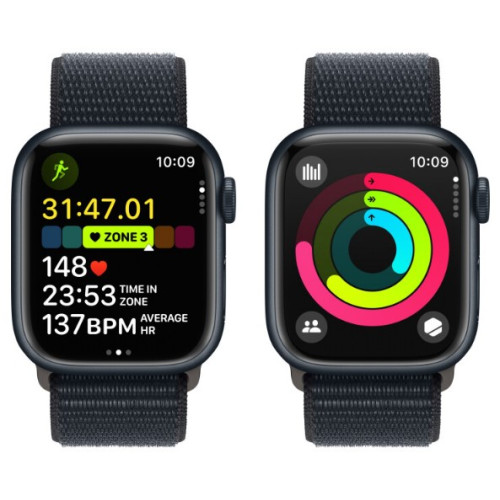 10:09
31:47.01
ZONE 3
148
23:53 TIME IN ZONE
137BPM AVERAGE HR
10:09